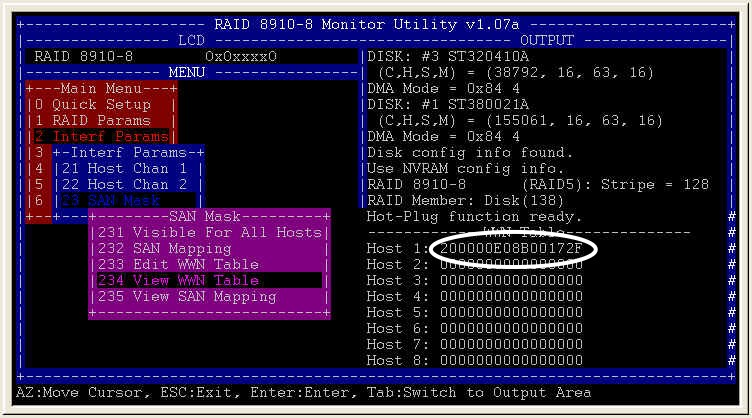 RAID 8910-8 Monitor Utility v1.07a
LCD
OUTPUT
RAID 8910-8 OxOxxxxO
MENU
+---Main Menu---+
|0 Quick Setup |
|1 RAID Params |
|2 Interf Params|
|3 +-Interf Params-+
|4 |21 Host Chan 1 |
|5 |22 Host Chan 2 |
|6 |23 SAN Mask
SAN Mask
|231 Visible For All Hosts|
|232 SAN Mapping |
|233 Edit WWN Table |
|234 View WWN Table |
|235 View SAN Mapping |
|DISK: #3 ST320410A
(C,H,S,M) = (38792, 16, 63, 16)
DMA Mode = 0x84 4
DISK: #1 ST380021A
(C,H,S,M) = (155061, 16, 63, 16)
DMA Mode = 0x84 4
Disk config info found.
Use NVRAM config info.
RAID 8910-8 (RAID5): Stripe = 128
RAID Member: Disk(138)
Hot-Plug function ready. #
WWN Table #
Host 1: 200000E08B00172F #
Host 2: 0000000000000000 #
Host 3: 0000000000000000 #
Host 4: 0000000000000000 #
Host 5: 0000000000000000 #
Host 6: 0000000000000000 #
Host 7: 0000000000000000 #
Host 8: 0000000000000000 #
AZ:Move Cursor, ESC:Exit, Enter:Enter, Tab:Switch to Output Area